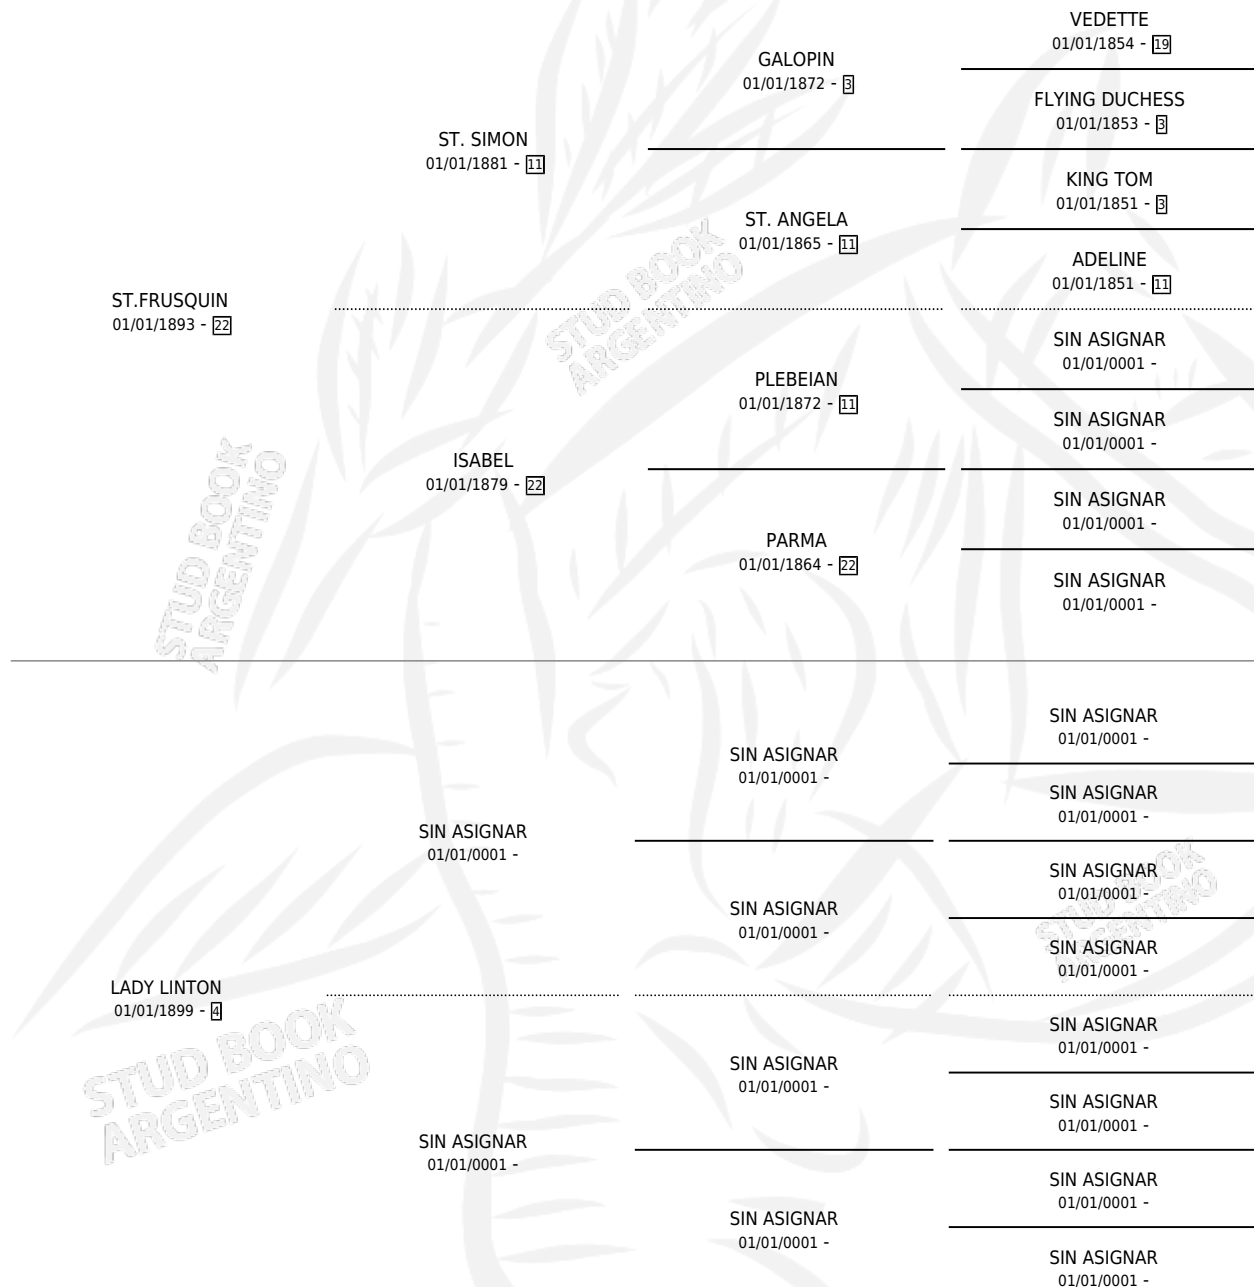 VEDETTE
01/01/1854 - 19
GALOPIN
01/01/1872 - 3
FLYING DUCHESS
01/01/1853 - 3
ST. SIMON
01/01/1881 - 11
KING TOM
01/01/1851 - 3
ST. ANGELA
01/01/1865 - 11
ADELINE
01/01/1851 - 11
ST.FRUSQUIN
01/01/1893 - 22
SIN ASIGNAR
01/01/0001 -
PLEBEIAN
01/01/1872 - 11
SIN ASIGNAR
01/01/0001 -
ISABEL
01/01/1879 - 22
SIN ASIGNAR
01/01/0001 -
PARMA
01/01/1864 - 22
SIN ASIGNAR
01/01/0001 -
STUD BOOK
ARGENTINO
STUD BOOK
ARGENTINO
SIN ASIGNAR
01/01/0001 -
SIN ASIGNAR
01/01/0001 -
SIN ASIGNAR
01/01/0001 -
SIN ASIGNAR
01/01/0001 -
SIN ASIGNAR
01/01/0001 -
SIN ASIGNAR
01/01/0001 -
SIN ASIGNAR
01/01/0001 -
STUD BOOK
ARGENTINO
LADY LINTON
01/01/1899 - 4
SIN ASIGNAR
01/01/0001 -
SIN ASIGNAR
01/01/0001 -
SIN ASIGNAR
01/01/0001 -
SIN ASIGNAR
01/01/0001 -
SIN ASIGNAR
01/01/0001 -
SIN ASIGNAR
01/01/0001 -
SIN ASIGNAR
01/01/0001 -
STUD BOOK
ARGENTINO